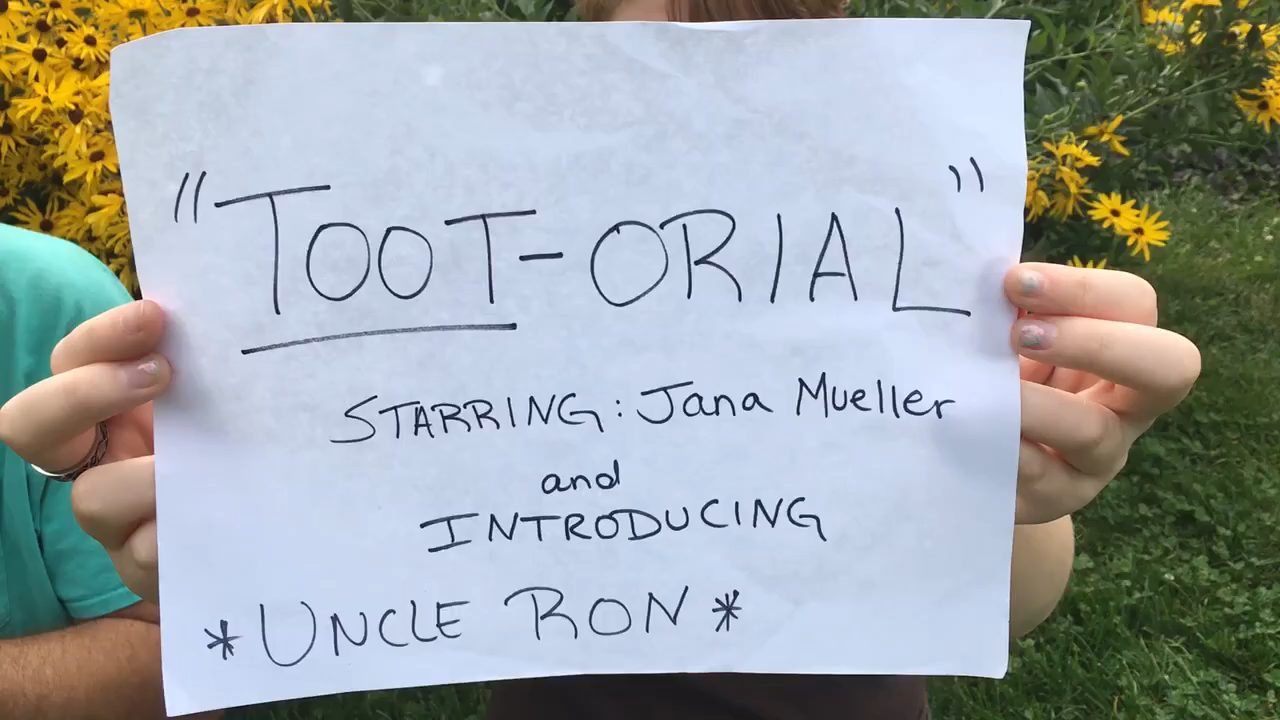 "TOOT-ORIAL"
STARRING: Jana Mueller
and
INTRODUCING
*UNCLE RON*